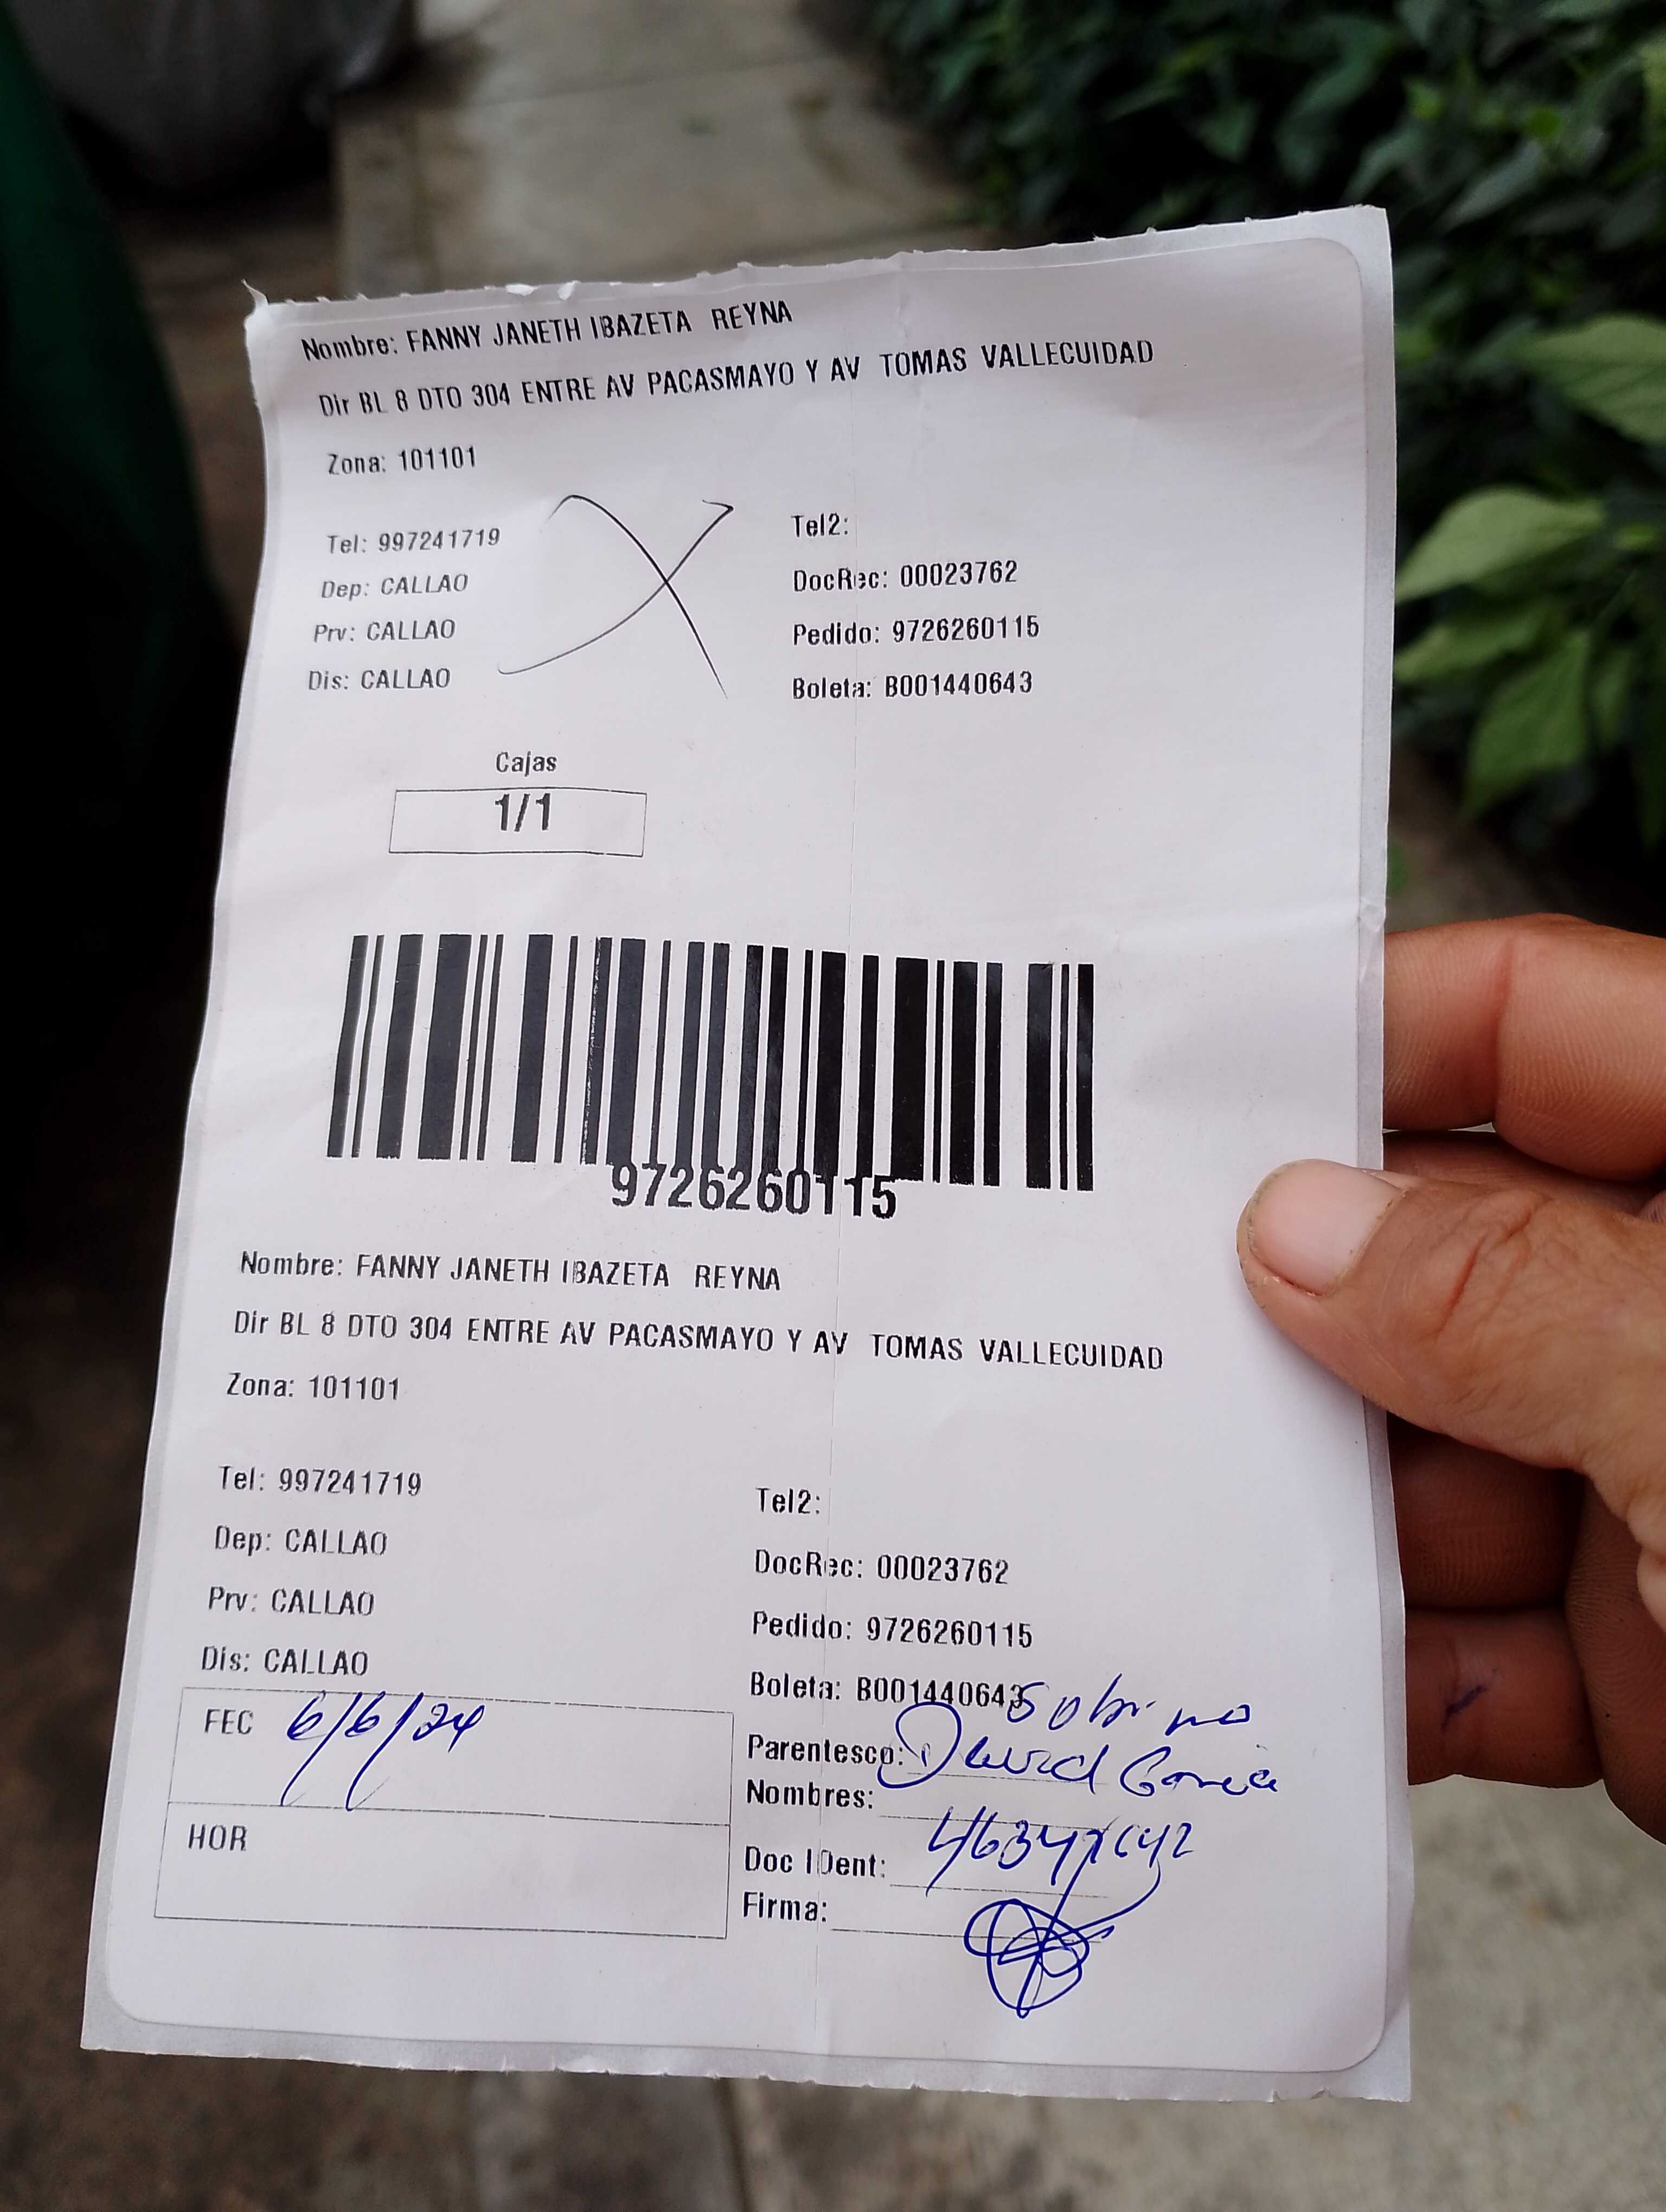 Nombre: FANNY JANETH IBAZETA REYNA
Dir BL 8 DTO 304 ENTRE AV PACASMAYO Y AV TOMAS VALLECUIDAD
Zona: 101101
Tel: 997241719
Tel2:
Dep: CALLAO
DocRec: 00023762
Prv: CALLAO
Pedido: 9726260115
Dis: CALLAO
Boleta: B001440643
Cajas
1/1
9726260115
Nombre: FANNY JANETH IBAZETA REYNA
Dir BL 8 DTO 304 ENTRE AV PACASMAYO Y AV TOMAS VALLECUIDAD
Zona: 101101
Tel: 997241719
Tel2:
Dep: CALLAO
DocRec: 00023762
Prv: CALLAO
Pedido: 9726260115
Dis: CALLAO
Boleta: B001440643
Sobrino
FEC 6/6/24
Parentesco: David Garcia
Nombres:
HOR
Doc IDent:
Firma: